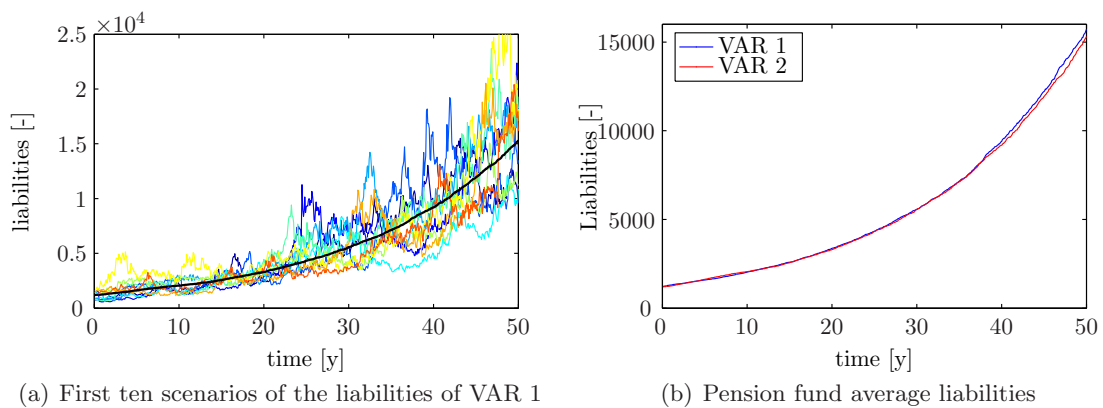 ×10⁴
2.5
2
1.5
1
0.5
0
liabilities [-]
0 10 20 30 40 50
time [y]
(a) First ten scenarios of the liabilities of VAR 1
15000
10000
5000
0
Liabilities [-]
VAR 1
VAR 2
0 10 20 30 40 50
time [y]
(b) Pension fund average liabilities